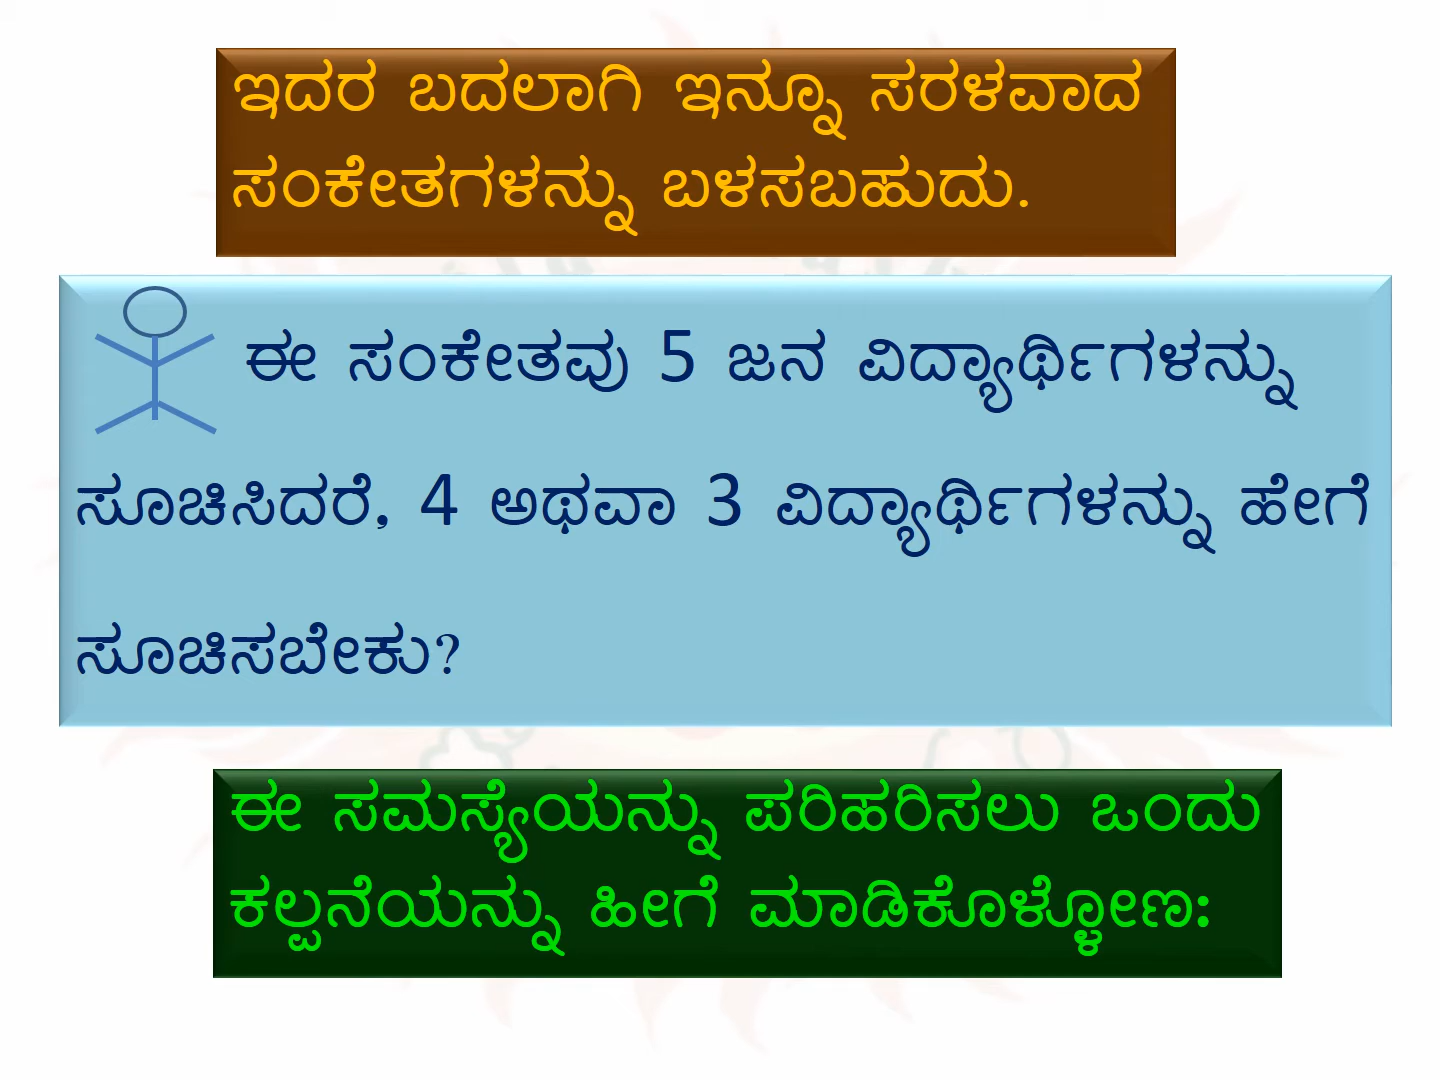 ಇದರ ಬದಲಾಗಿ ಇನ್ನೂ ಸರಳವಾದ
ಸಂಕೇತಗಳನ್ನು ಬಳಸಬಹುದು.
ಈ ಸಂಕೇತವು 5 ಜನ ವಿದ್ಯಾರ್ಥಿಗಳನ್ನು
ಸೂಚಿಸಿದರೆ, 4 ಅಥವಾ 3 ವಿದ್ಯಾರ್ಥಿಗಳನ್ನು ಹೇಗೆ
ಸೂಚಿಸಬೇಕು?
ಈ ಸಮಸ್ಯೆಯನ್ನು ಪರಿಹರಿಸಲು ಒಂದು
ಕಲ್ಪನೆಯನ್ನು ಹೀಗೆ ಮಾಡಿಕೊಳ್ಳೋಣ: